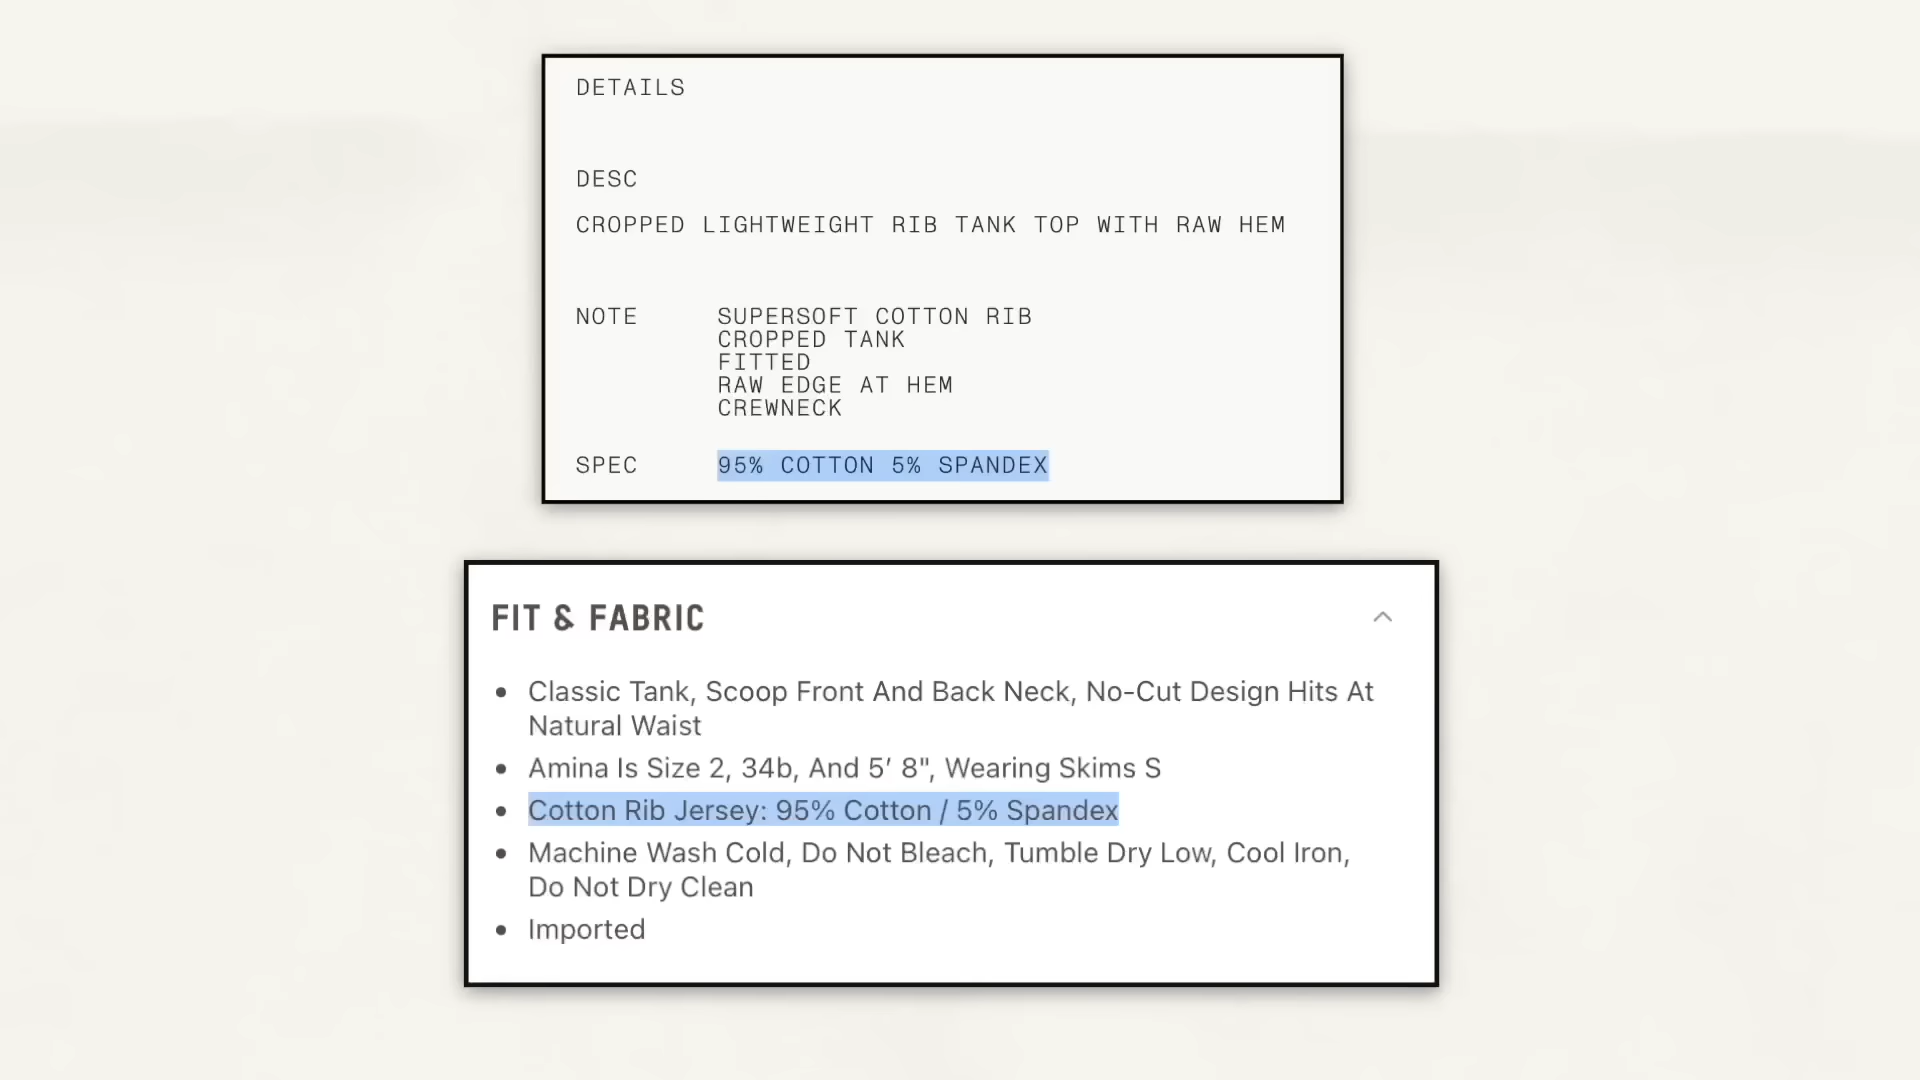 DETAILS
DESC
CROPPED LIGHTWEIGHT RIB TANK TOP WITH RAW HEM
NOTE SUPERSOFT COTTON RIB
CROPPED TANK
FITTED
RAW EDGE AT HEM
CREWNECK
SPEC 95% COTTON 5% SPANDEX
FIT & FABRIC
• Classic Tank, Scoop Front And Back Neck, No-Cut Design Hits At
Natural Waist
• Amina Is Size 2, 34b, And 5′ 8", Wearing Skims S
• Cotton Rib Jersey: 95% Cotton / 5% Spandex
• Machine Wash Cold, Do Not Bleach, Tumble Dry Low, Cool Iron,
Do Not Dry Clean
• Imported